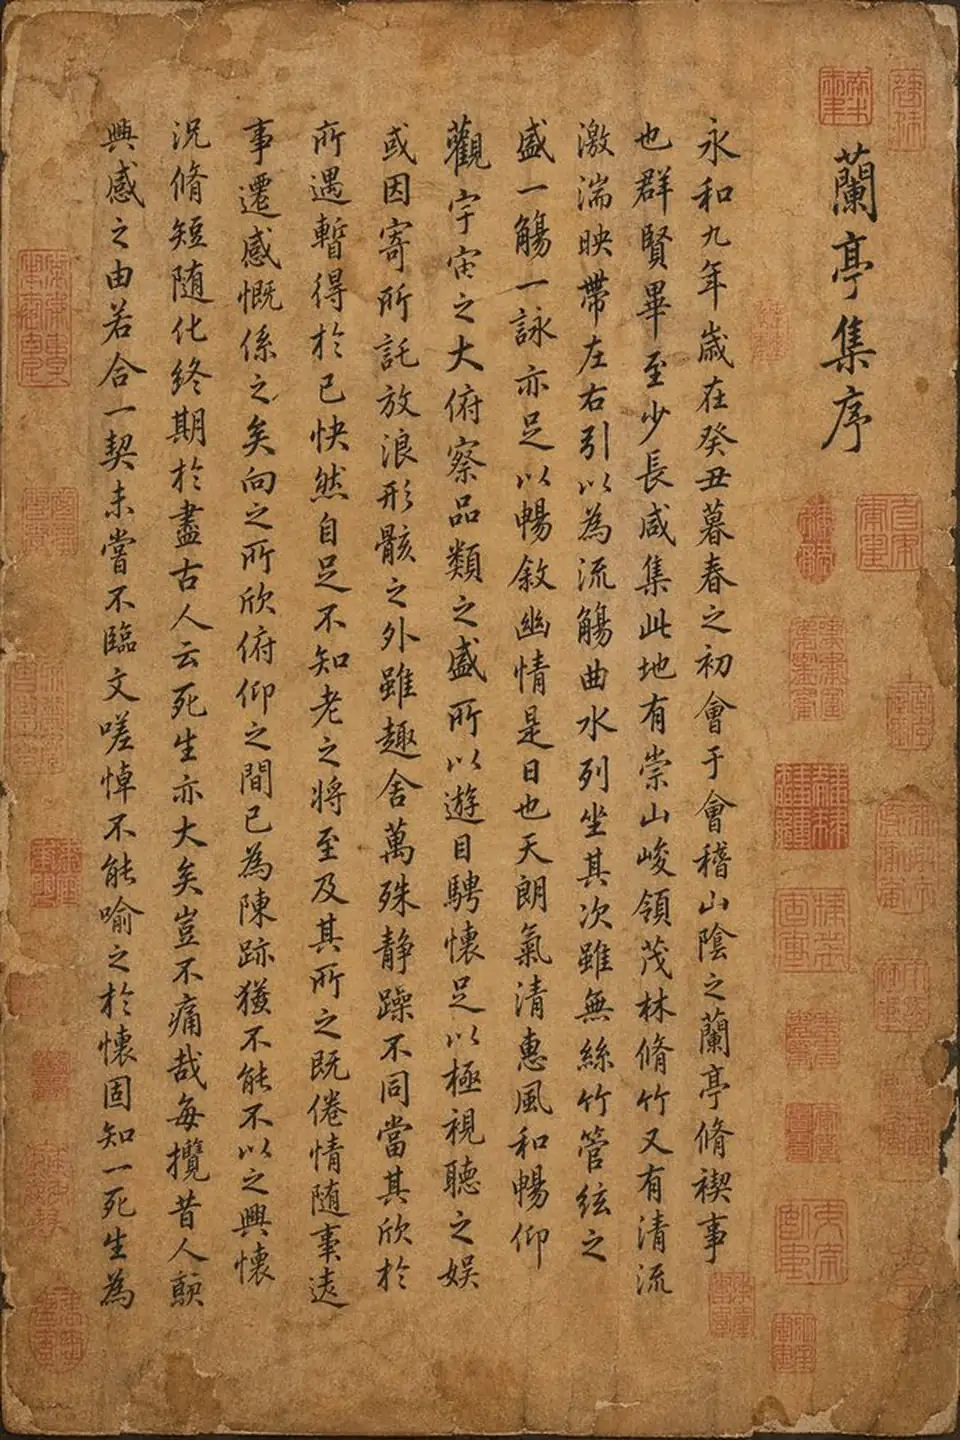 蘭亭集序
永和九年歲在癸丑暮春之初會于會稽山陰之蘭亭脩禊事
也群賢畢至少長咸集此地有崇山峻領茂林脩竹又有清流
激湍映帶左右引以為流觴曲水列坐其次雖無絲竹管絃之
盛一觴一詠亦足以暢敘幽情是日也天朗氣清惠風和暢仰
觀宇宙之大俯察品類之盛所以遊目騁懷足以極視聽之娛
或因寄所託放浪形骸之外雖趣舍萬殊靜躁不同當其欣於
所遇暫得於己快然自足不知老之將至及其所之既倦情随事
事遷感慨係之矣向之所欣俯仰之間已為陳跡猶不能不以之興懷
況脩短随化終期於盡古人云死生亦大矣豈不痛哉每攬昔人
興感之由若合一契未嘗不臨文嗟悼不能喻之於懷固知一死生為